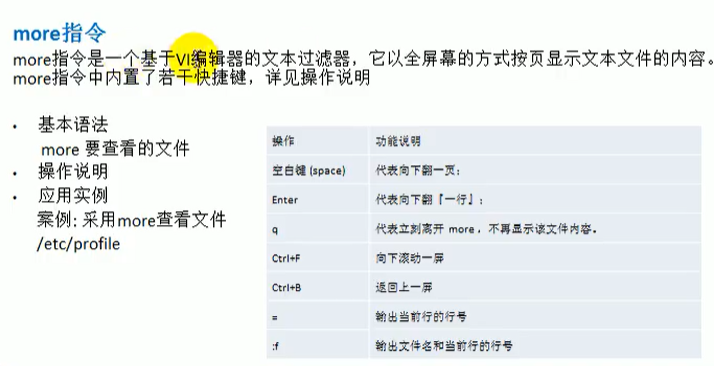 more指令
more指令是一个基于VI编辑器的文本过滤器，它以全屏幕的方式按页显示文本文件的内容。
more指令中内置了若干快捷键，详见操作说明
• 基本语法
more 要查看的文件
• 操作说明
• 应用实例
案例: 采用more查看文件
/etc/profile
操作 功能说明
空白键 (space) 代表向下翻一页；
Enter 代表向下翻『一行』；
q 代表立刻离开 more ，不再显示该文件内容。
Ctrl+F 向下滚动一屏
Ctrl+B 返回上一屏
= 输出当前行的行号
:f 输出文件名和当前行的行号